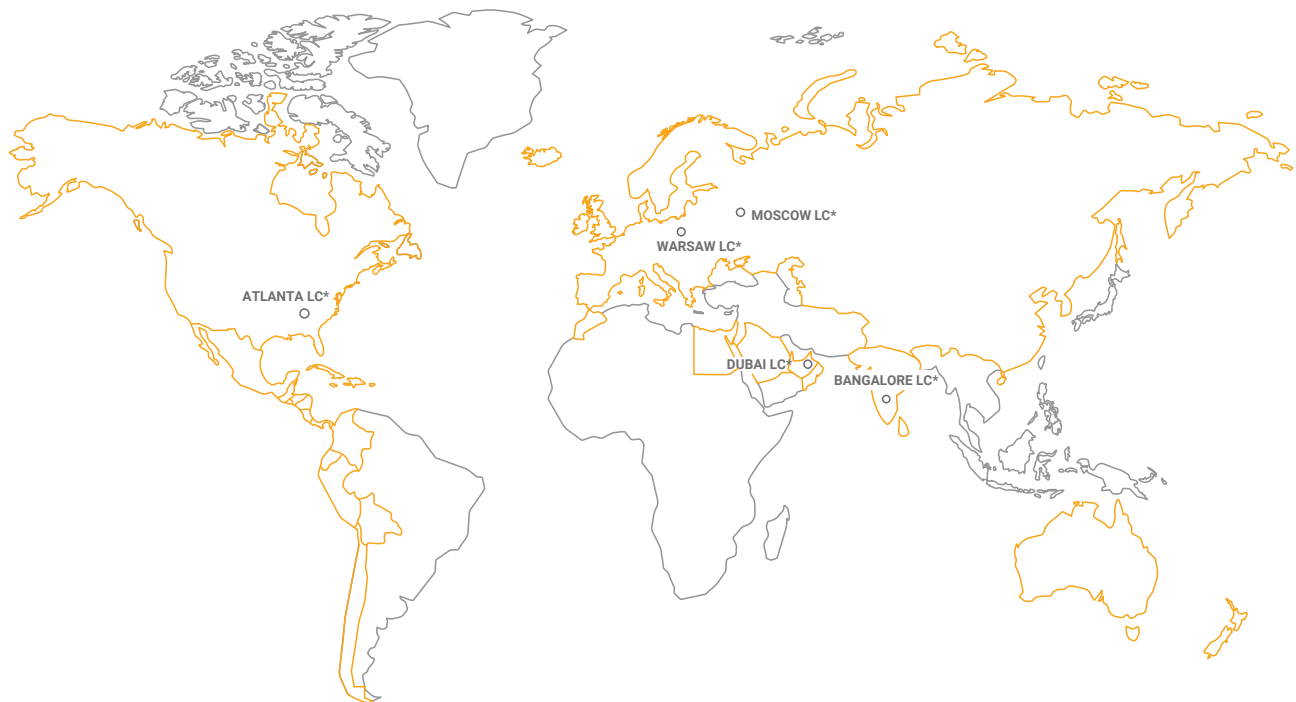 MOSCOW LC*
WARSAW LC*
ATLANTA LC*
DUBAI LC*
BANGALORE LC*